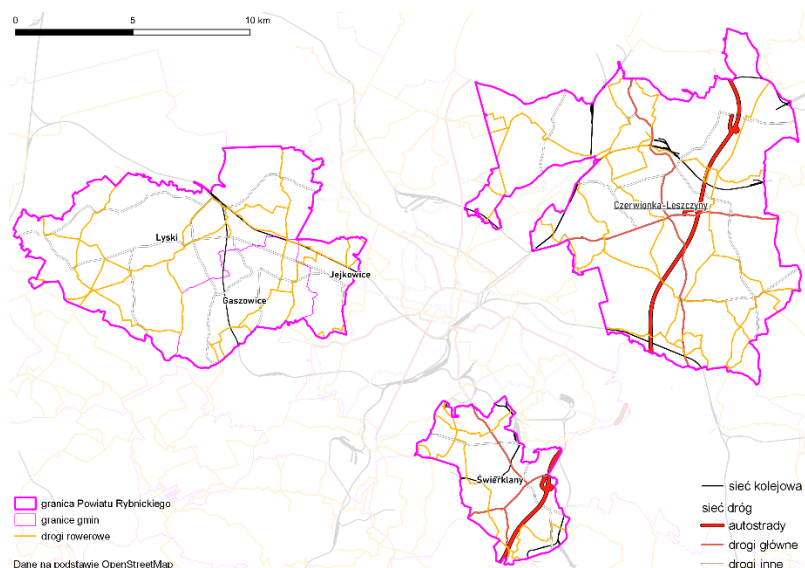 0 5 10 km
Czerwionka-Leszczyny
Lyski
Jejkowice
Gaszowice
Świerklany
granica Powiatu Rybnickiego
granice gmin
drogi rowerowe
Dane na podstawie OpenStreetMap
sieć kolejowa
sieć dróg
autostrady
drogi główne
drogi inne